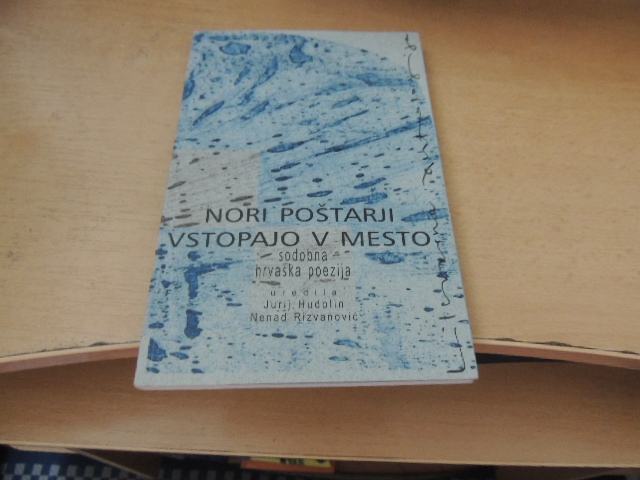 NORI POŠTARJI
VSTOPAJO V MESTO
sodobna
hrvaška poezija
uredila
Jurij Hudolin
Nenad Rizvanović